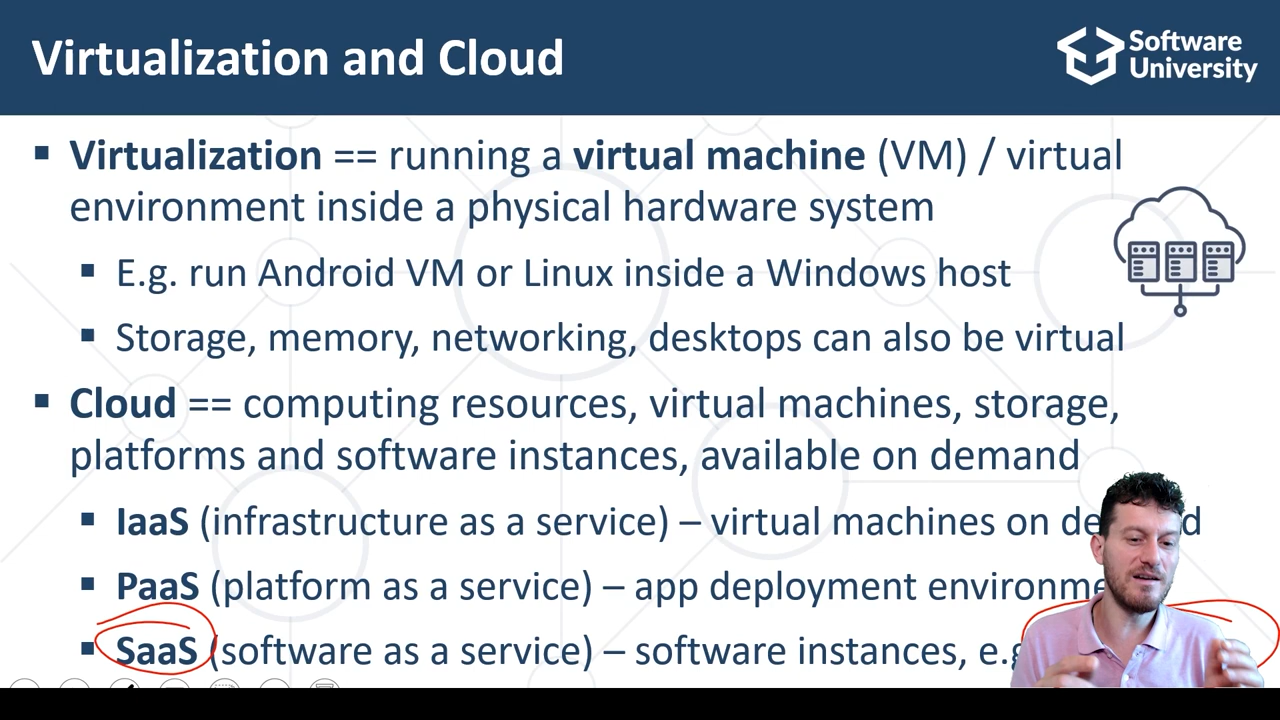 Virtualization and Cloud
Software
University
▪ Virtualization == running a virtual machine (VM) / virtual
environment inside a physical hardware system
▪ E.g. run Android VM or Linux inside a Windows host
▪ Storage, memory, networking, desktops can also be virtual
▪ Cloud == computing resources, virtual machines, storage,
platforms and software instances, available on demand
▪ IaaS (infrastructure as a service) – virtual machines on
▪ PaaS (platform as a service) – app deployment
▪ SaaS (software as a service) – software instances,